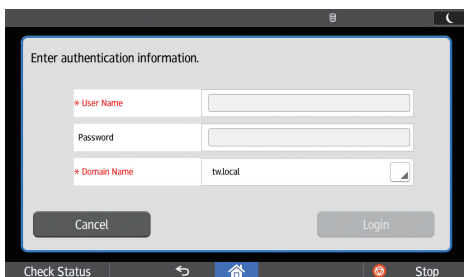 Enter authentication information.
* User Name
Password
* Domain Name
tw.local
Cancel
Login
Check Status
Stop